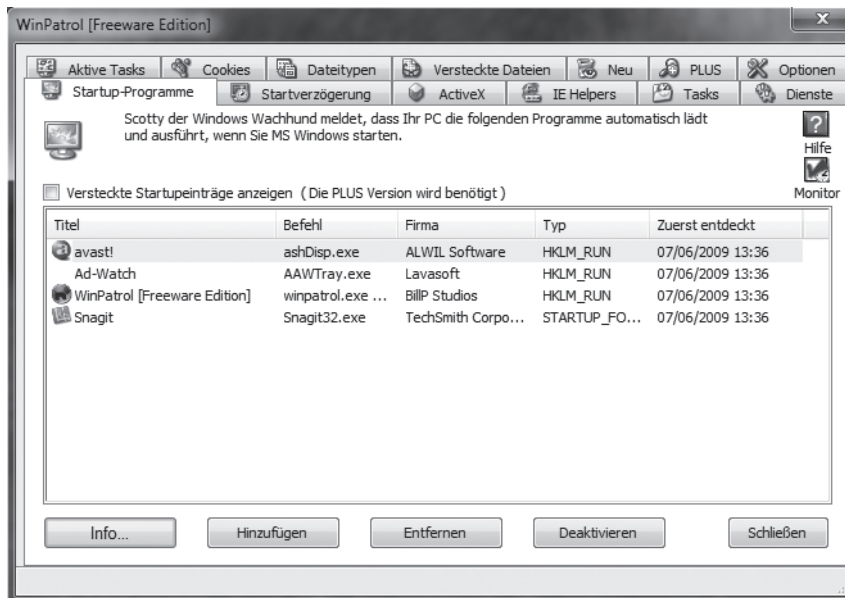 WinPatrol [Freeware Edition]
x
Aktive Tasks Cookies Dateitypen Versteckte Dateien Neu PLUS Optionen
Startup-Programme Startverzögerung ActiveX IE Helpers Tasks Dienste
Scotty der Windows Wachhund meldet, dass Ihr PC die folgenden Programme automatisch lädt
und ausführt, wenn Sie MS Windows starten.
?
Hilfe
Monitor
Versteckte Startupeinträge anzeigen ( Die PLUS Version wird benötigt )
Titel Befehl Firma Typ Zuerst entdeckt
avast! ashDisp.exe ALWIL Software HKLM_RUN 07/06/2009 13:36
Ad-Watch AAWTray.exe Lavasoft HKLM_RUN 07/06/2009 13:36
WinPatrol [Freeware Edition] winpatrol.exe ... BillP Studios HKLM_RUN 07/06/2009 13:36
Snagit Snagit32.exe TechSmith Corpo... STARTUP_FO... 07/06/2009 13:36
Info... Hinzufügen Entfernen Deaktivieren Schließen